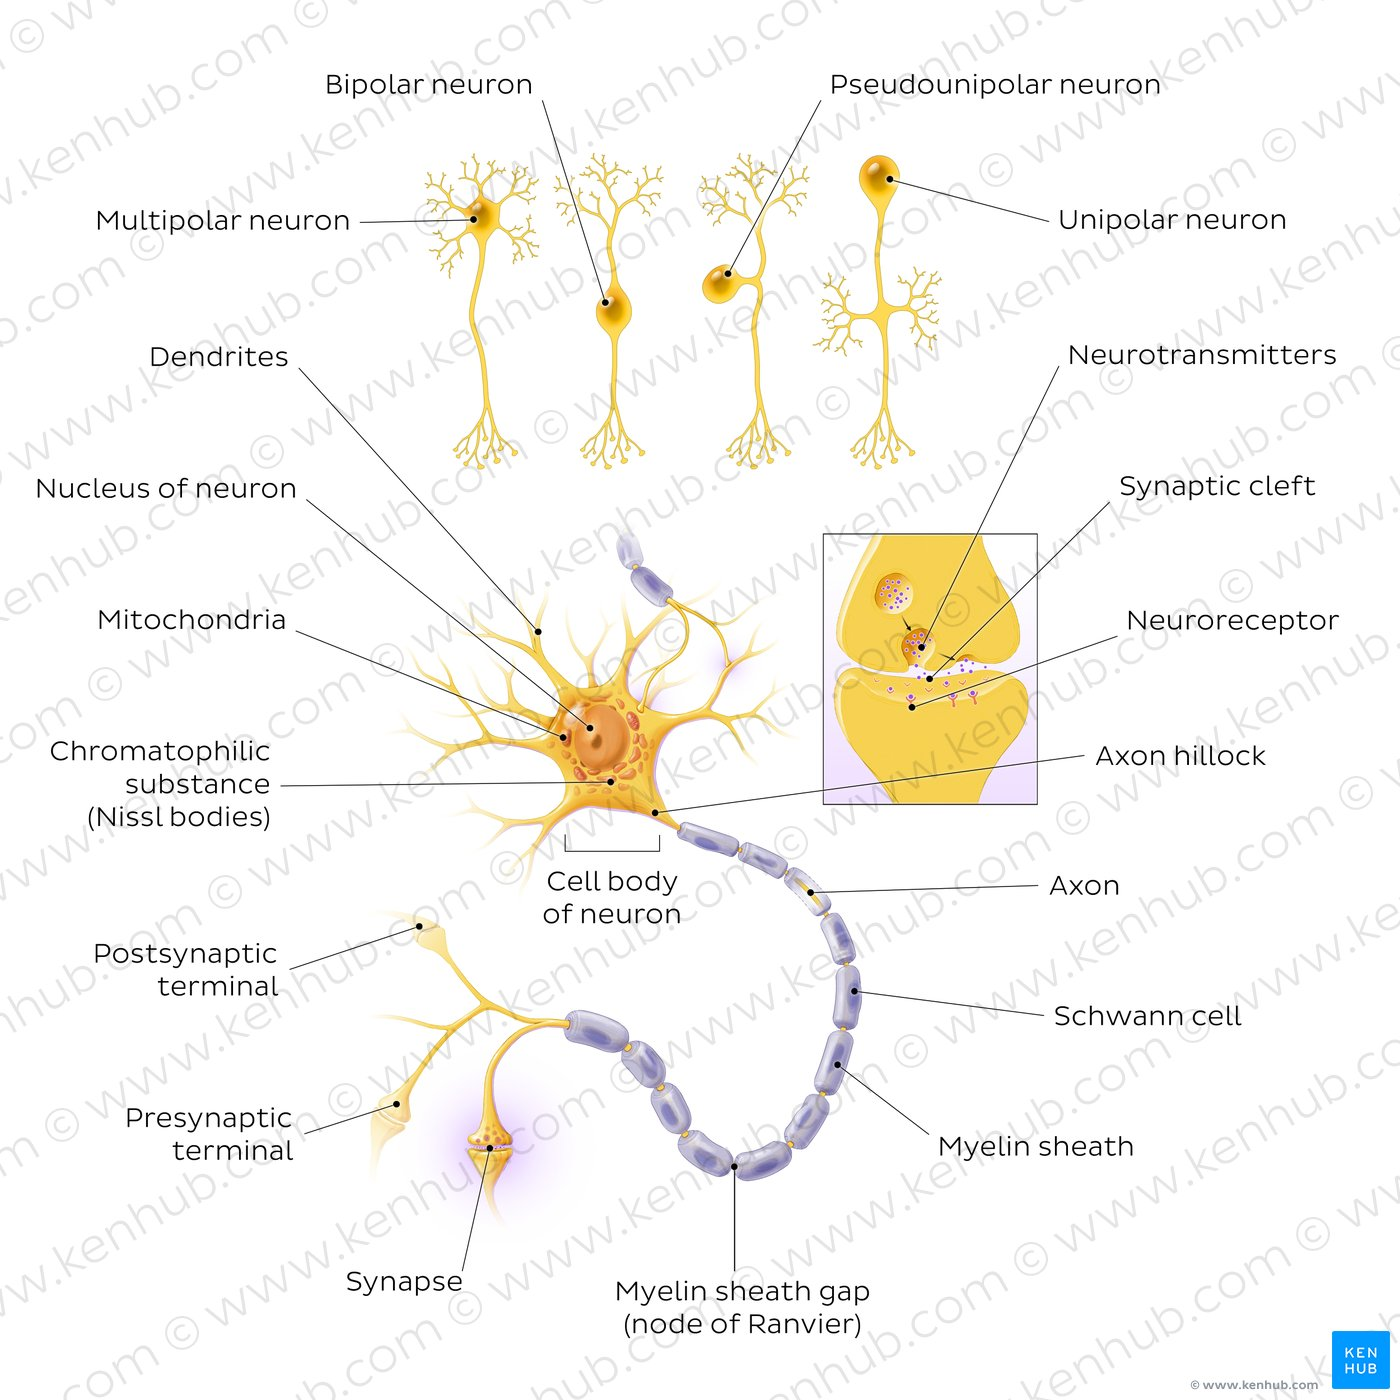 Bipolar neuron
Pseudounipolar neuron
Multipolar neuron
Unipolar neuron
Dendrites
Neurotransmitters
Nucleus of neuron
Synaptic cleft
Mitochondria
Neuroreceptor
Chromatophilic
substance
(Nissl bodies)
Axon hillock
Cell body
of neuron
Axon
Postsynaptic
terminal
Schwann cell
Presynaptic
terminal
Myelin sheath
Synapse
Myelin sheath gap
(node of Ranvier)
KEN
HUB
© www.kenhub.com